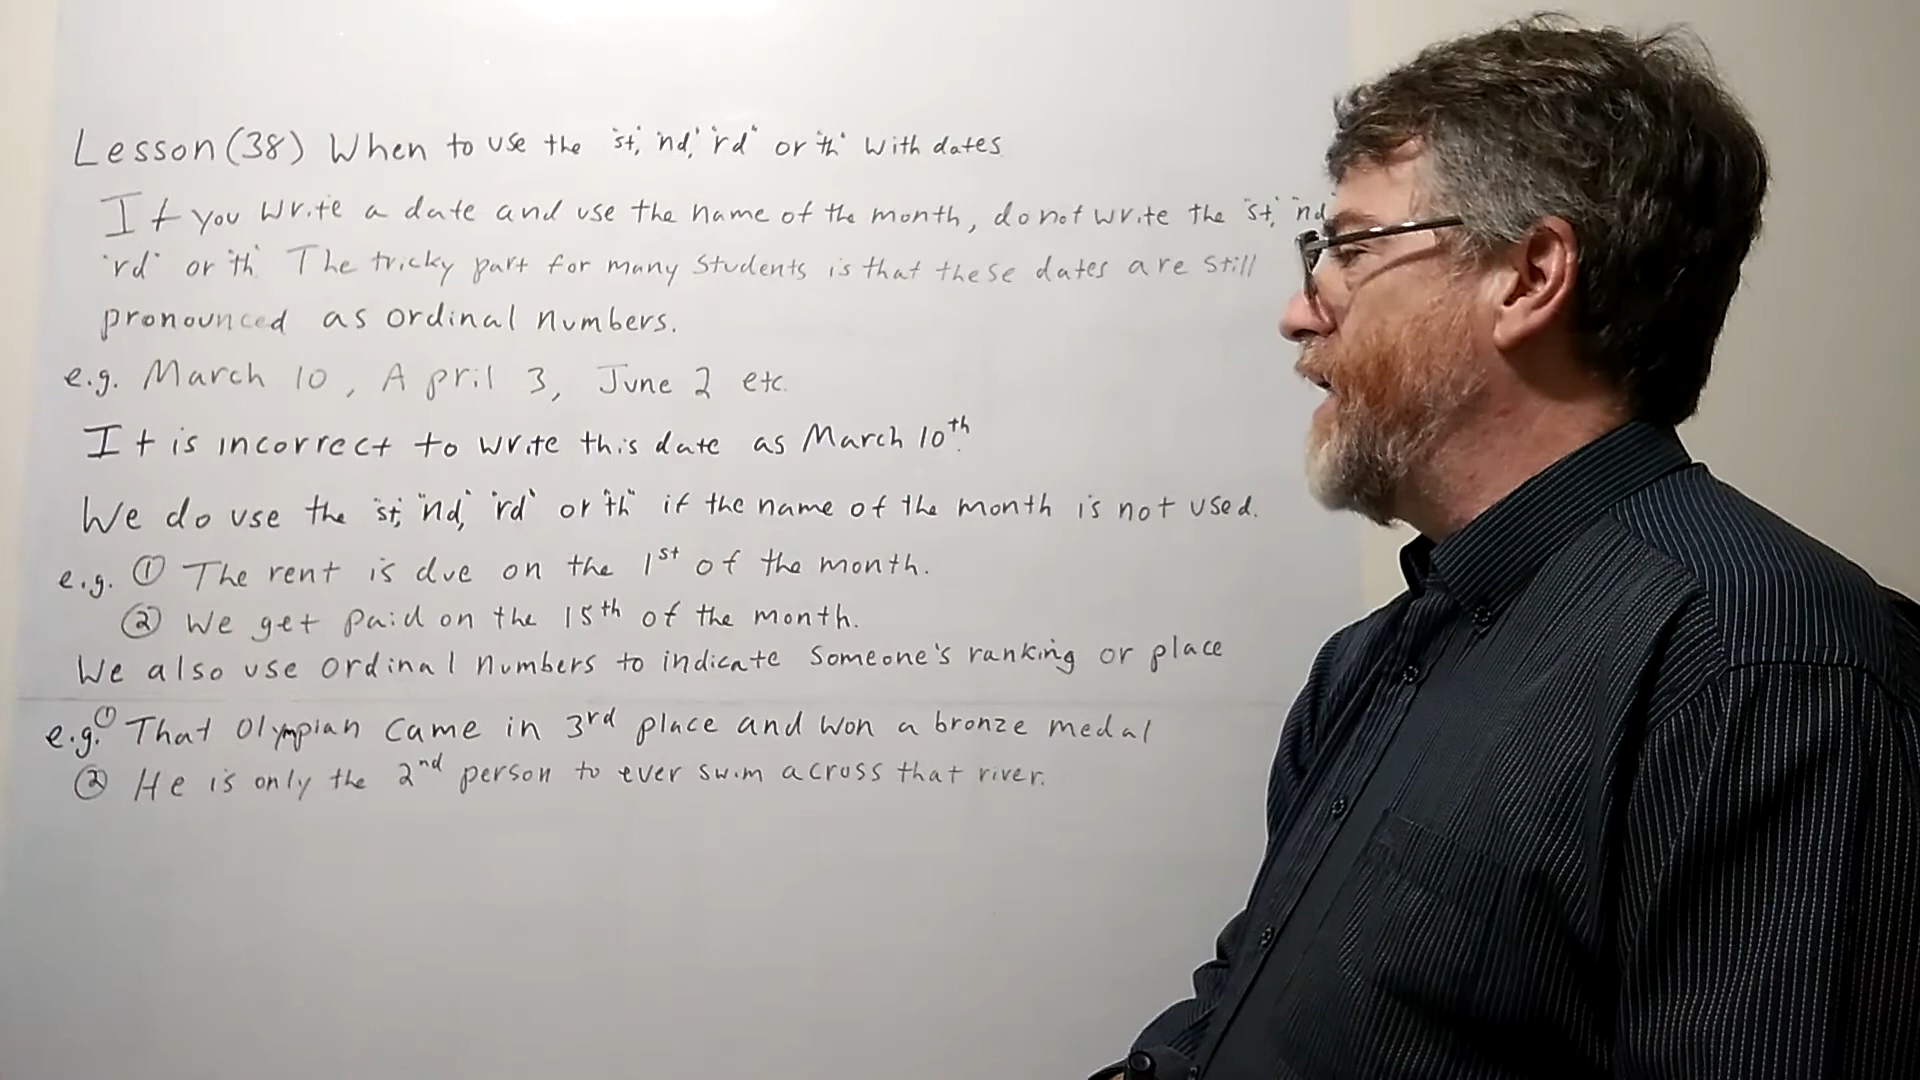 Lesson (38) When to use the "st," "nd," "rd" or "th" with dates
If you write a date and use the name of the month, do not write the "st," "nd
"rd" or "th" The tricky part for many students is that these dates are still
pronounced as ordinal numbers.
e.g. March 10, April 3, June 2 etc.
It is incorrect to write this date as March 10th.
We do use the "st," "nd," "rd" or "th" if the name of the month is not used.
e.g. ① The rent is due on the 1st of the month.
② We get paid on the 15th of the month.
We also use ordinal numbers to indicate someone's ranking or place
e.g. ① That Olympian came in 3rd place and won a bronze medal
② He is only the 2nd person to ever swim across that river.